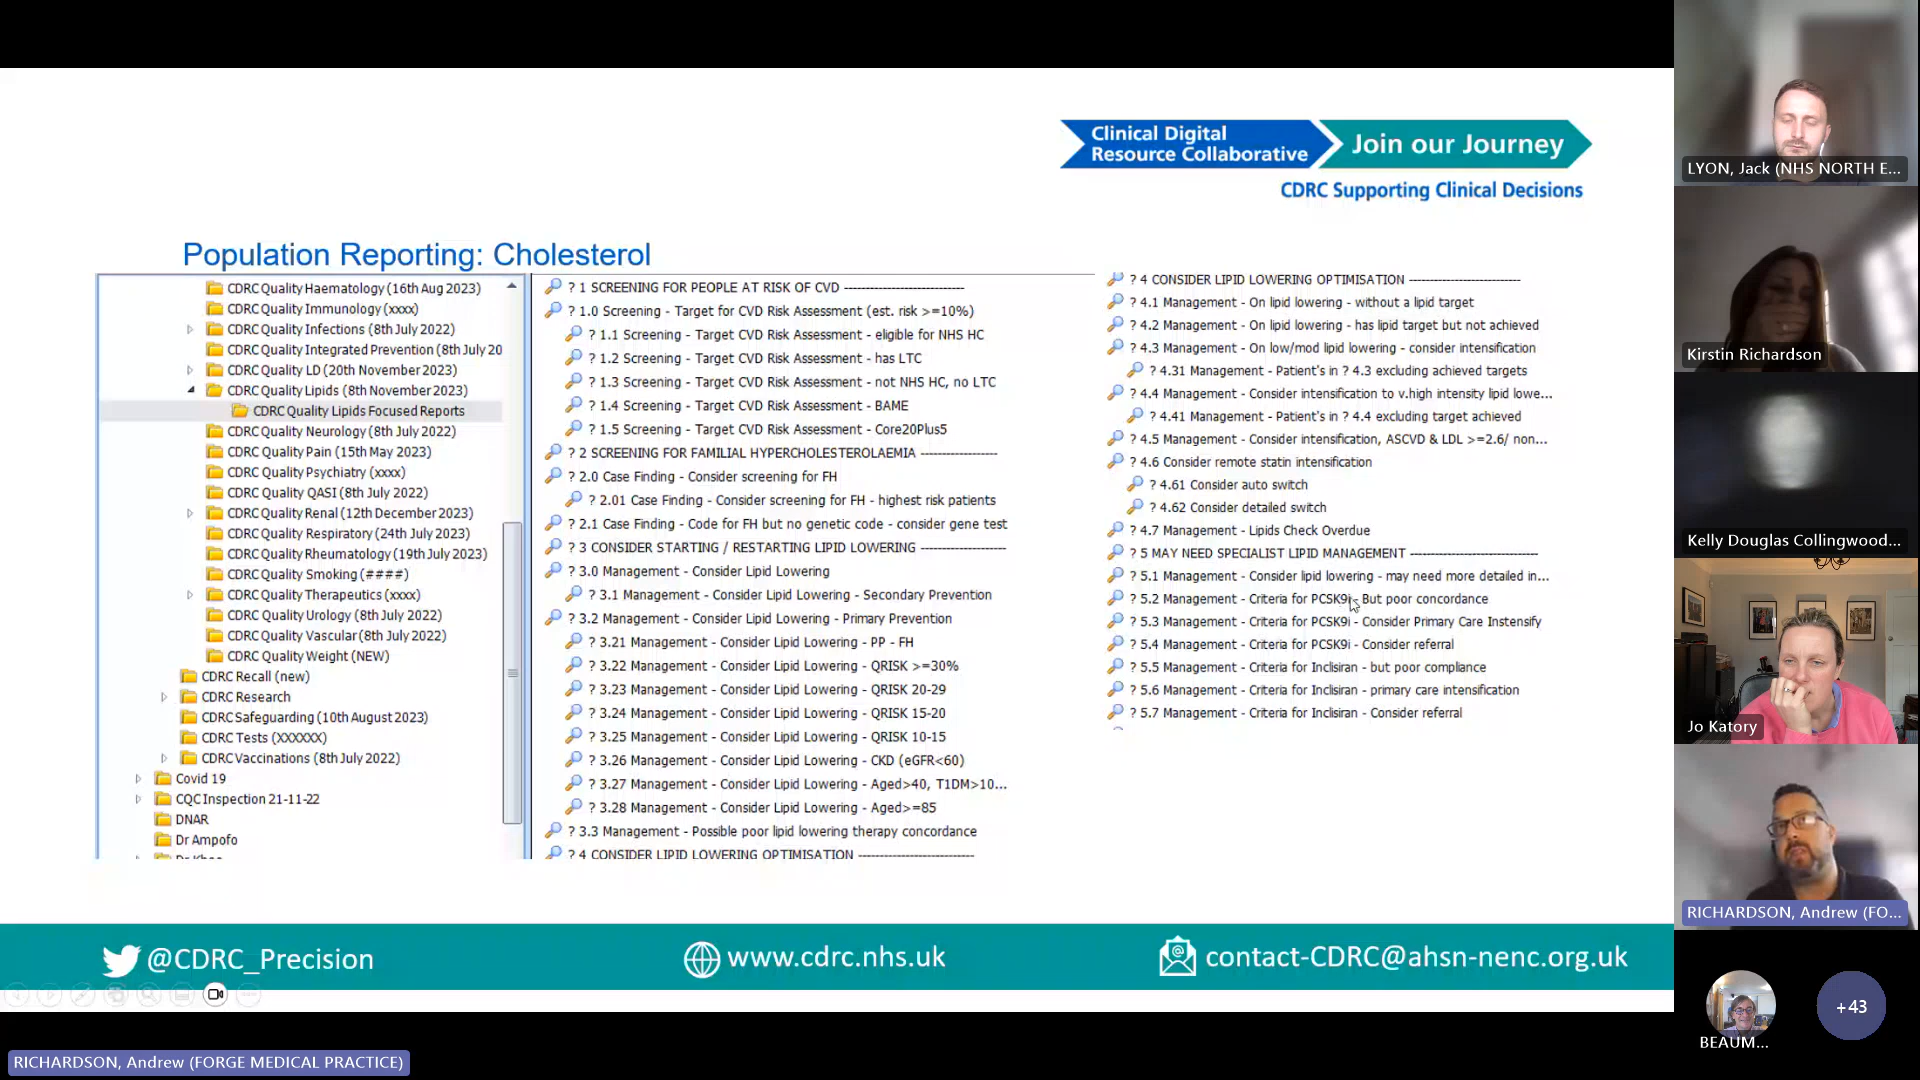 Clinical Digital
Resource Collaborative
Join our Journey
CDRC Supporting Clinical Decisions
Population Reporting: Cholesterol
CDRC Quality Haematology (16th Aug 2023)
CDRC Quality Immunology (xxxx)
CDRC Quality Infections (8th July 2022)
CDRC Quality Integrated Prevention (8th July 20
CDRC Quality LD (20th November 2023)
CDRC Quality Lipids (8th November 2023)
CDRC Quality Lipids Focused Reports
CDRC Quality Neurology (8th July 2022)
CDRC Quality Pain (15th May 2023)
CDRC Quality Psychiatry (xxxx)
CDRC Quality QASI (8th July 2022)
CDRC Quality Renal (12th December 2023)
CDRC Quality Respiratory (24th July 2023)
CDRC Quality Rheumatology (19th July 2023)
CDRC Quality Smoking (####)
CDRC Quality Therapeutics (xxxx)
CDRC Quality Urology (8th July 2022)
CDRC Quality Vascular (8th July 2022)
CDRC Quality Weight (NEW)
CDRC Recall (new)
CDRC Research
CDRC Safeguarding (10th August 2023)
CDRC Tests (XXXXXX)
CDRC Vaccinations (8th July 2022)
Covid 19
CQC Inspection 21-11-22
DNAR
Dr Ampofo
? 1 SCREENING FOR PEOPLE AT RISK OF CVD ----------------------------
? 1.0 Screening - Target for CVD Risk Assessment (est. risk >=10%)
? 1.1 Screening - Target CVD Risk Assessment - eligible for NHS HC
? 1.2 Screening - Target CVD Risk Assessment - has LTC
? 1.3 Screening - Target CVD Risk Assessment - not NHS HC, no LTC
? 1.4 Screening - Target CVD Risk Assessment - BAME
? 1.5 Screening - Target CVD Risk Assessment - Core20Plus5
? 2 SCREENING FOR FAMILIAL HYPERCHOLESTEROLAEMIA -------------------
? 2.0 Case Finding - Consider screening for FH
? 2.01 Case Finding - Consider screening for FH - highest risk patients
? 2.1 Case Finding - Code for FH but no genetic code - consider gene test
? 3 CONSIDER STARTING / RESTARTING LIPID LOWERING --------------------
? 3.0 Management - Consider Lipid Lowering
? 3.1 Management - Consider Lipid Lowering - Secondary Prevention
? 3.2 Management - Consider Lipid Lowering - Primary Prevention
? 3.21 Management - Consider Lipid Lowering - PP - FH
? 3.22 Management - Consider Lipid Lowering - QRISK >=30%
? 3.23 Management - Consider Lipid Lowering - QRISK 20-29
? 3.24 Management - Consider Lipid Lowering - QRISK 15-20
? 3.25 Management - Consider Lipid Lowering - QRISK 10-15
? 3.26 Management - Consider Lipid Lowering - CKD (eGFR<60)
? 3.27 Management - Consider Lipid Lowering - Aged>40, T1DM>10...
? 3.28 Management - Consider Lipid Lowering - Aged>=85
? 3.3 Management - Possible poor lipid lowering therapy concordance
? 4 CONSIDER LIPID LOWERING OPTIMISATION ---------------------------
? 4 CONSIDER LIPID LOWERING OPTIMISATION ---------------------------
? 4.1 Management - On lipid lowering - without a lipid target
? 4.2 Management - On lipid lowering - has lipid target but not achieved
? 4.3 Management - On low/mod lipid lowering - consider intensification
? 4.31 Management - Patient's in ? 4.3 excluding achieved targets
? 4.4 Management - Consider intensification to v.high intensity lipid lowe...
? 4.41 Management - Patient's in ? 4.4 excluding target achieved
? 4.5 Management - Consider intensification, ASCVD & LDL >=2.6/ non...
? 4.6 Consider remote statin intensification
? 4.61 Consider auto switch
? 4.62 Consider detailed switch
? 4.7 Management - Lipids Check Overdue
? 5 MAY NEED SPECIALIST LIPID MANAGEMENT -------------------------------
? 5.1 Management - Consider lipid lowering - may need more detailed in...
? 5.2 Management - Criteria for PCSK9i - But poor concordance
? 5.3 Management - Criteria for PCSK9i - Consider Primary Care Instensify
? 5.4 Management - Criteria for PCSK9i - Consider referral
? 5.5 Management - Criteria for Inclisiran - but poor compliance
? 5.6 Management - Criteria for Inclisiran - primary care intensification
? 5.7 Management - Criteria for Inclisiran - Consider referral
@CDRC_Precision
www.cdrc.nhs.uk
contact-CDRC@ahsn-nenc.org.uk
RICHARDSON, Andrew (FORGE MEDICAL PRACTICE)
LYON, Jack (NHS NORTH E...
Kirstin Richardson
Kelly Douglas Collingwood...
Jo Katory
RICHARDSON, Andrew (FO...
BEAUM...
+43